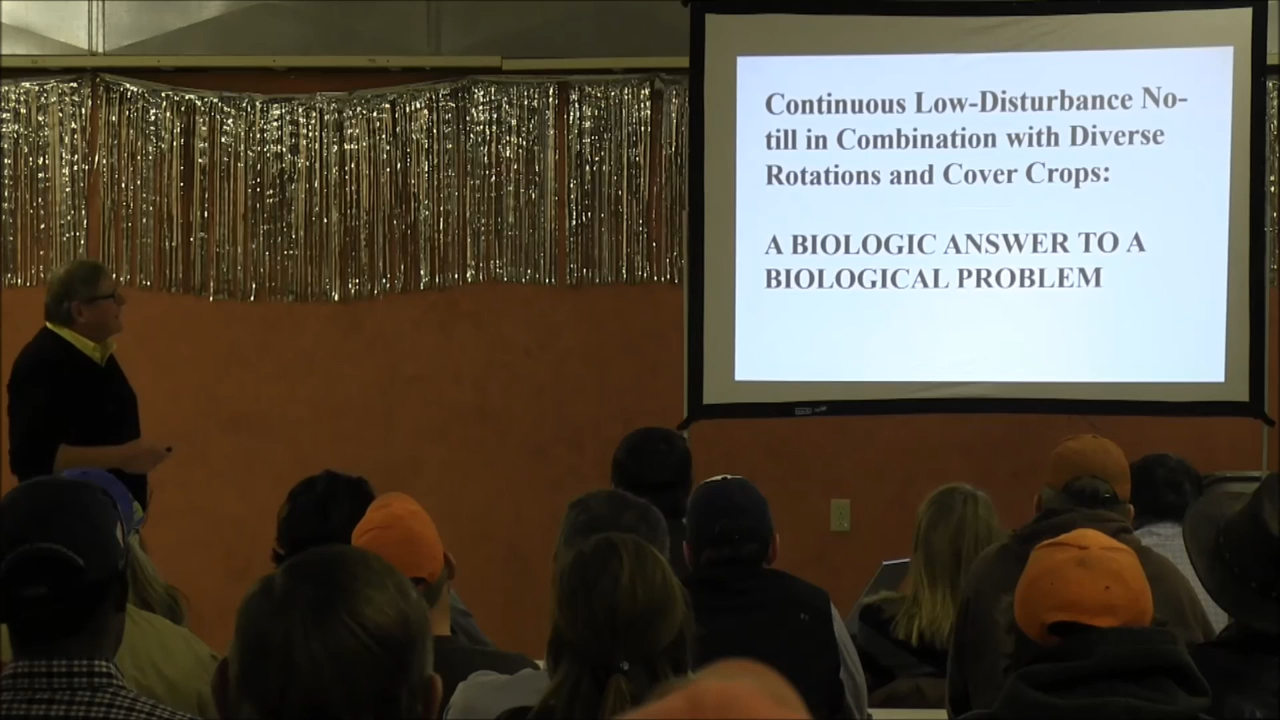 Continuous Low-Disturbance No-
till in Combination with Diverse
Rotations and Cover Crops:
A BIOLOGIC ANSWER TO A
BIOLOGICAL PROBLEM